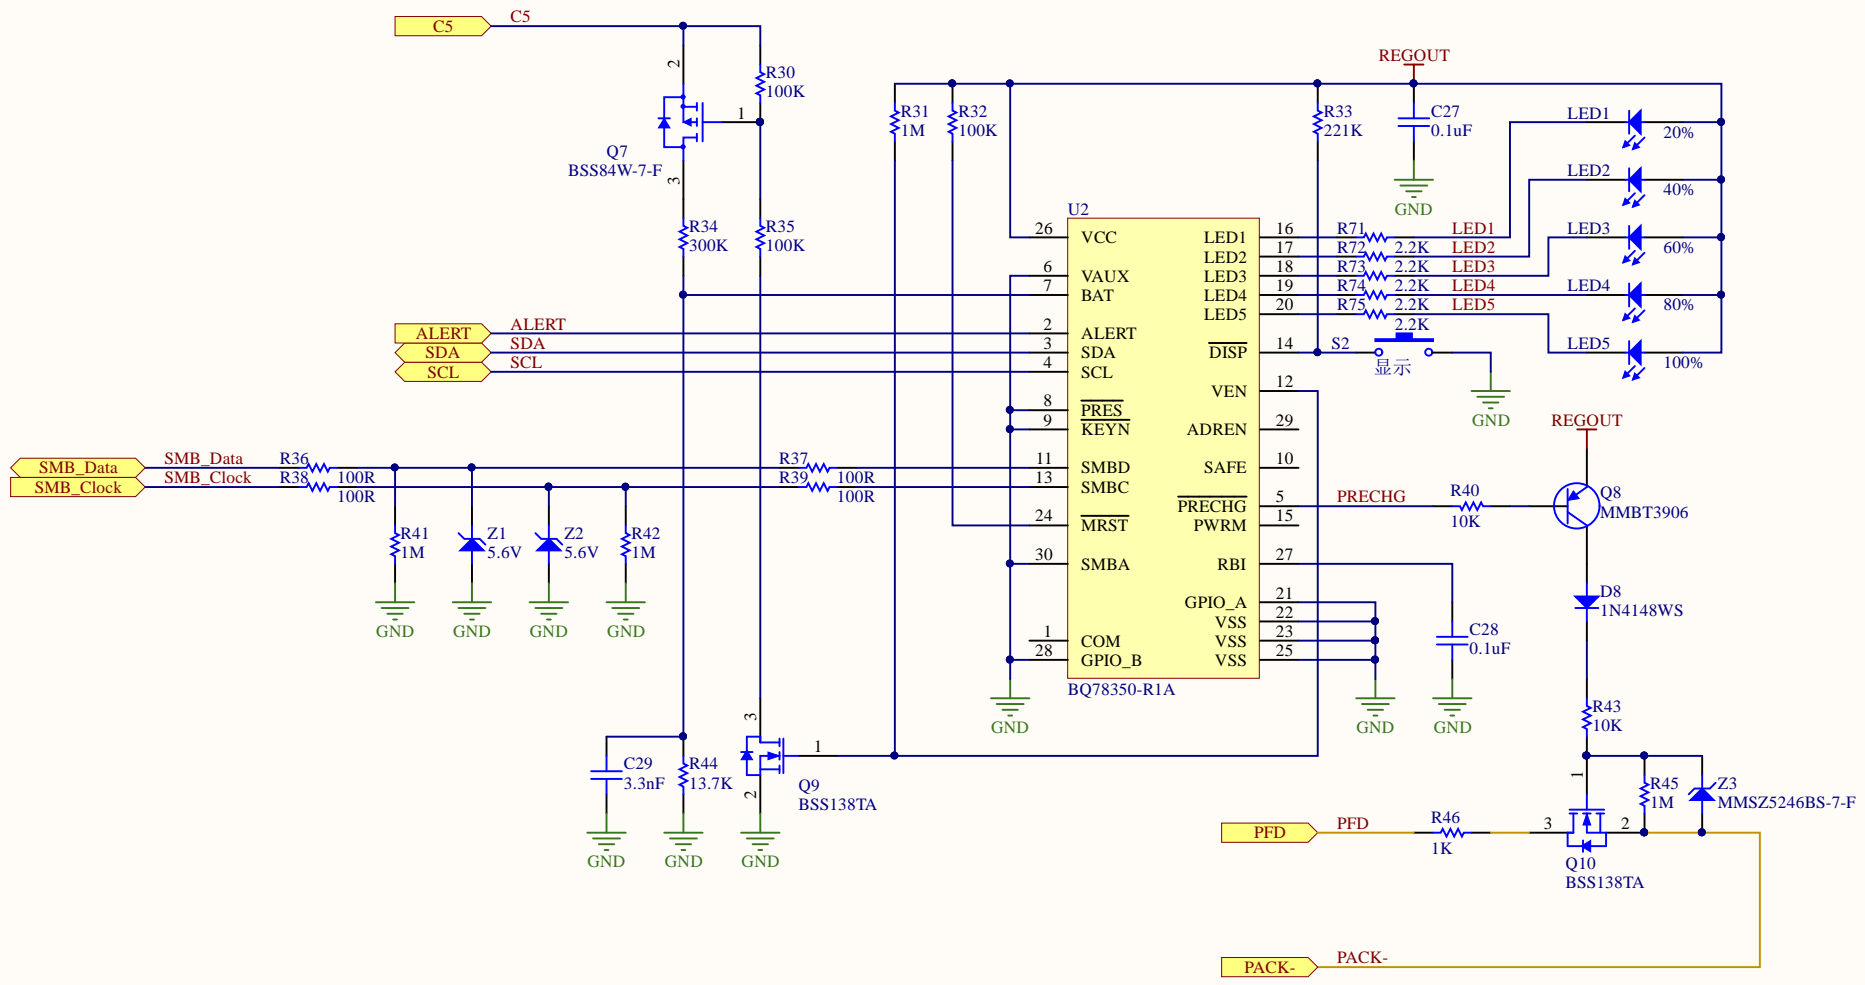 C5
C5
2
R30
100K
1
Q7
BSS84W-7-F
3
R34
300K
R35
100K
REGOUT
R31
1M
R32
100K
R33
221K
C27
0.1uF
GND
LED1
20%
LED2
40%
LED3
60%
LED4
80%
LED5
100%
U2
26
VCC
6
VAUX
7
BAT
2
ALERT
3
SDA
4
SCL
8
PRES
9
KEYN
11
SMBD
13
SMBC
24
MRST
30
SMBA
1
COM
28
GPIO_B
LED1
16
LED2
17
LED3
18
LED4
19
LED5
20
DISP
14
VEN
12
ADREN
29
SAFE
10
PRECHG
5
PWRM
15
RBI
27
GPIO_A
21
VSS
22
VSS
23
VSS
25
BQ78350-R1A
R71
LED1
R72
2.2K
LED2
R73
2.2K
LED3
R74
2.2K
LED4
R75
2.2K
LED5
2.2K
S2
显示
GND
ALERT
ALERT
SDA
SDA
SCL
SCL
SMB_Data
SMB_Data
SMB_Clock
SMB_Clock
R36
100R
R38
100R
R37
100R
R39
100R
R41
1M
Z1
5.6V
Z2
5.6V
R42
1M
GND
GND
GND
GND
REGOUT
PRECHG
R40
10K
Q8
MMBT3906
D8
1N4148WS
C28
0.1uF
GND
GND
GND
R43
10K
3
1
2
Q9
BSS138TA
C29
3.3nF
R44
13.7K
GND
GND
GND
1
R45
1M
Z3
MMSZ5246BS-7-F
PFD
PFD
R46
1K
3
2
Q10
BSS138TA
PACK-
PACK-